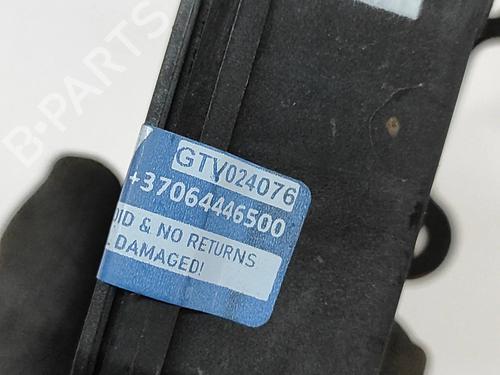 B-PARTS
GTV024076
+37064446500
OID & NO RETURNS
DAMAGED!